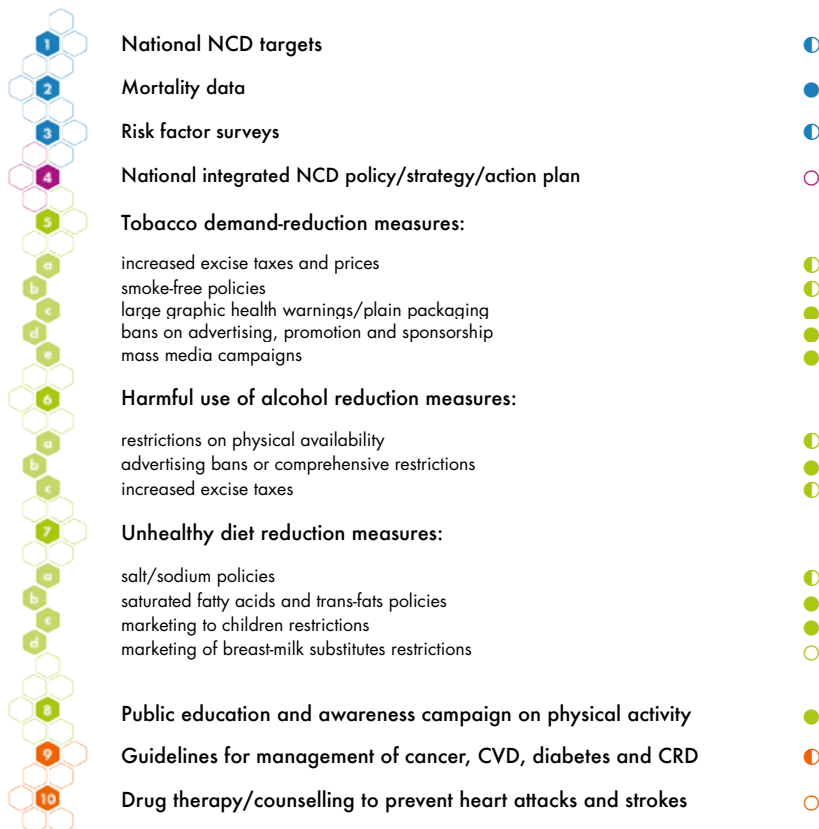 1 National NCD targets
2 Mortality data
3 Risk factor surveys
4 National integrated NCD policy/strategy/action plan
5 Tobacco demand-reduction measures:
a increased excise taxes and prices
b smoke-free policies
c large graphic health warnings/plain packaging
d bans on advertising, promotion and sponsorship
e mass media campaigns
6 Harmful use of alcohol reduction measures:
a restrictions on physical availability
b advertising bans or comprehensive restrictions
c increased excise taxes
7 Unhealthy diet reduction measures:
a salt/sodium policies
b saturated fatty acids and trans-fats policies
c marketing to children restrictions
d marketing of breast-milk substitutes restrictions
8 Public education and awareness campaign on physical activity
9 Guidelines for management of cancer, CVD, diabetes and CRD
10 Drug therapy/counselling to prevent heart attacks and strokes